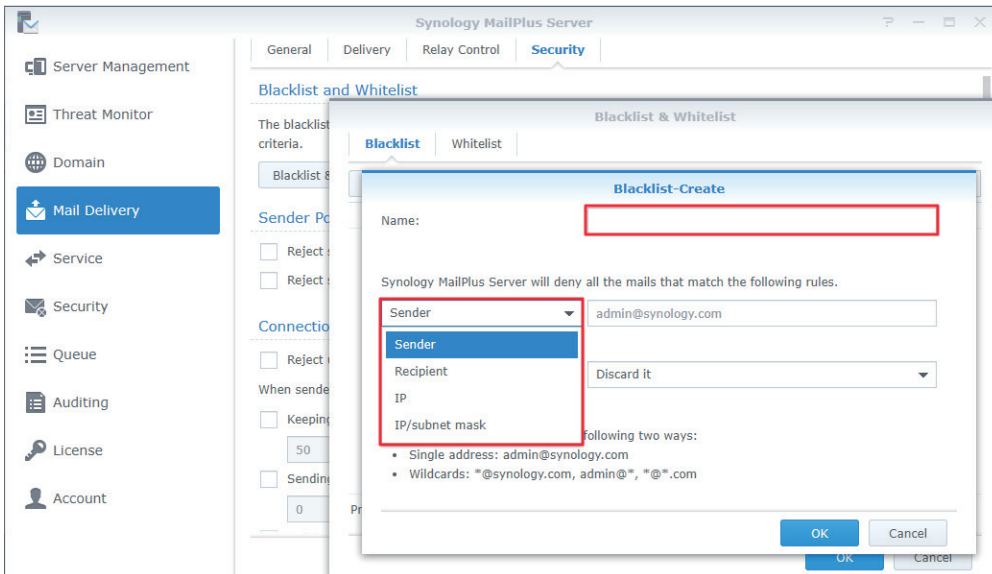 Synology MailPlus Server
Server Management
Threat Monitor
Domain
Mail Delivery
Service
Security
Queue
Auditing
License
Account
General
Delivery
Relay Control
Security
Blacklist and Whitelist
The blacklist
criteria.
Blacklist &
Sender Po
Reject
Reject
Connectio
Reject
When sende
Keeping
50
Sending
0
Blacklist & Whitelist
Blacklist
Whitelist
Pr
Blacklist-Create
Name:
Synology MailPlus Server will deny all the mails that match the following rules.
Sender
admin@synology.com
Sender
Recipient
IP
IP/subnet mask
Discard it
following two ways:
• Single address: admin@synology.com
• Wildcards: *@synology.com, admin@*, *@*.com
OK
Cancel
OK
Cancel